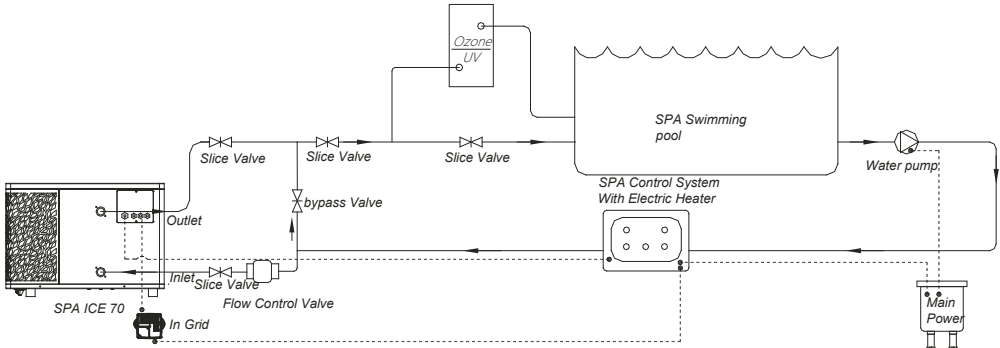 Ozone
UV
SPA Swimming
pool
Slice Valve
Slice Valve
Slice Valve
Water pump
SPA Control System
With Electric Heater
bypass Valve
Outlet
Inlet
Slice Valve
Flow Control Valve
SPA ICE 70
In Grid
Main
Power